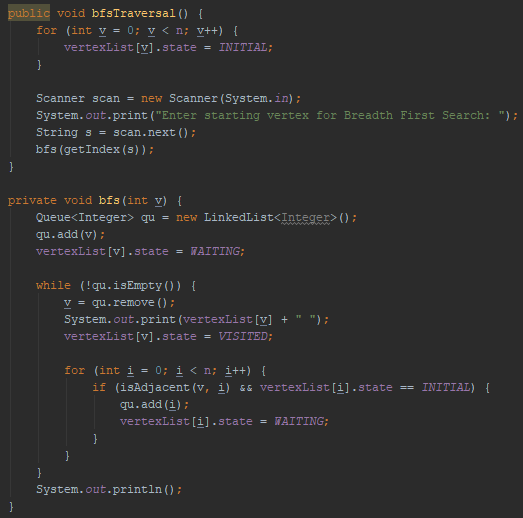 public void bfsTraversal() {
    for (int v = 0; v < n; v++) {
        vertexList[v].state = INITIAL;
    }

    Scanner scan = new Scanner(System.in);
    System.out.print("Enter starting vertex for Breadth First Search: ");
    String s = scan.next();
    bfs(getIndex(s));
}

private void bfs(int v) {
    Queue<Integer> qu = new LinkedList<Integer>();
    qu.add(v);
    vertexList[v].state = WAITING;

    while (!qu.isEmpty()) {
        v = qu.remove();
        System.out.print(vertexList[v] + " ");
        vertexList[v].state = VISITED;

        for (int i = 0; i < n; i++) {
            if (isAdjacent(v, i) && vertexList[i].state == INITIAL) {
                qu.add(i);
                vertexList[i].state = WAITING;
            }
        }
    }
    System.out.println();
}